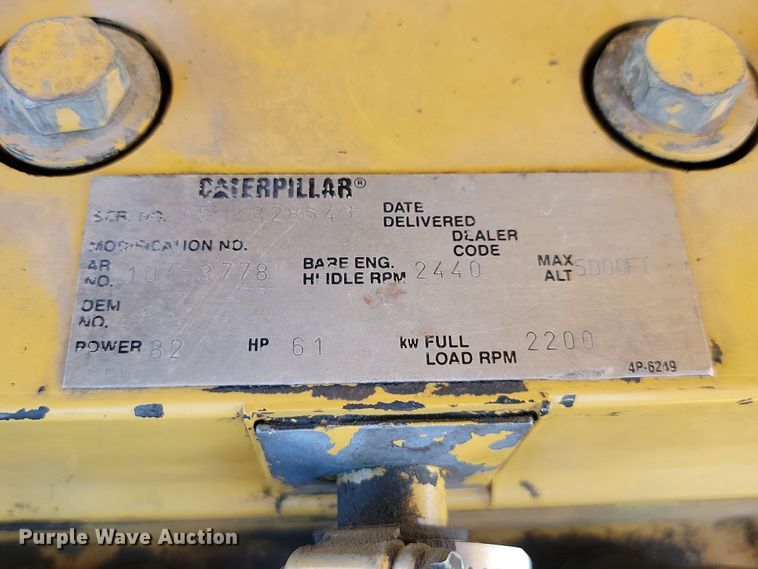 CATERPILLAR®
SER. NO.
DATE DELIVERED
MODIFICATION NO.
DEALER CODE
AR NO. 3778
BARE ENG. HI IDLE RPM 2440
MAX ALT 5000FT
OEM NO.
POWER 82 HP 61 kw FULL LOAD RPM 2200
4P-6249
Purple Wave Auction